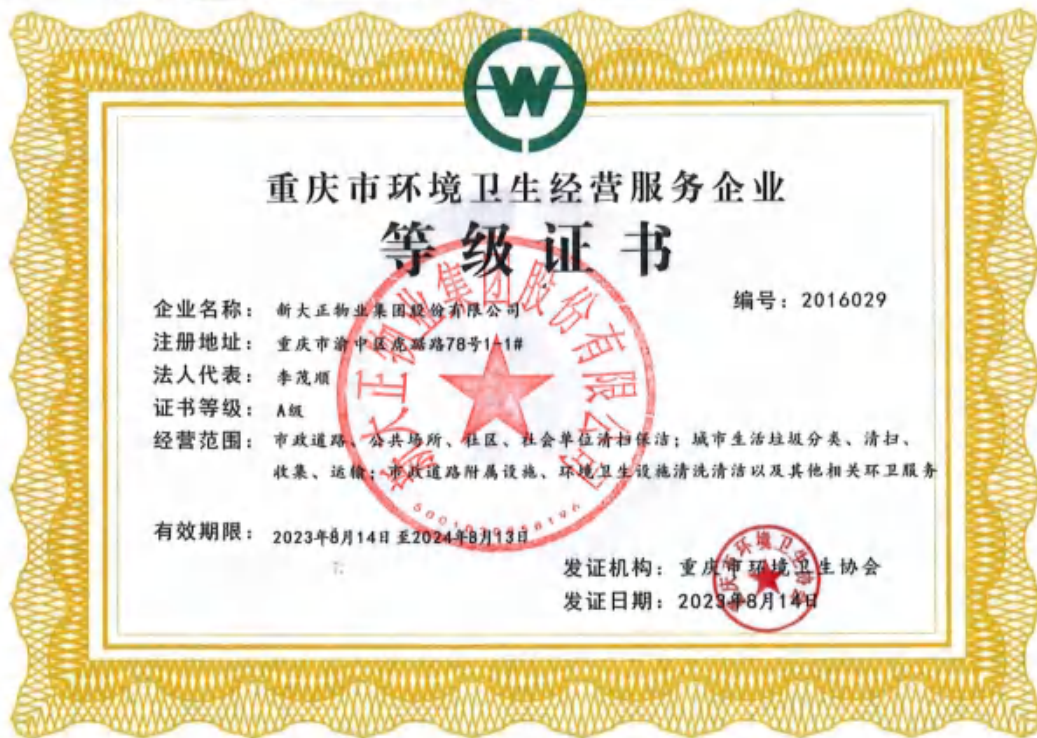 W
重庆市环境卫生经营服务企业
等级证书
编号：2016029
企业名称：新大正物业集团股份有限公司
注册地址：重庆市渝中区虎踞路78号1-1#
法人代表：李茂顺
证书等级：A级
经营范围：市政道路、公共场所、社区、社会单位清扫保洁；城市生活垃圾分类、清扫、
收集、运输；市政道路附属设施、环境卫生设施清洗清洁以及其他相关环卫服务
有效期限：2023年8月14日至2024年8月13日
发证机构：重庆市环境卫生协会
发证日期：2023年8月14日
新大正物业集团股份有限公司
重庆市环境卫生协会